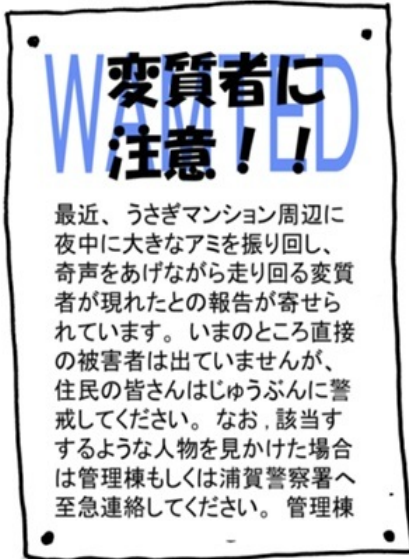 WANTED
変質者に
注意！！
最近、うさぎマンション周辺に
夜中に大きなアミを振り回し、
奇声をあげながら走り回る変質
者が現れたとの報告が寄せら
れています。いまのところ直接
の被害者は出ていませんが、
住民の皆さんはじゅうぶんに警
戒してください。なお，該当す
するような人物を見かけた場合
は管理棟もしくは浦賀警察署へ
至急連絡してください。管理棟